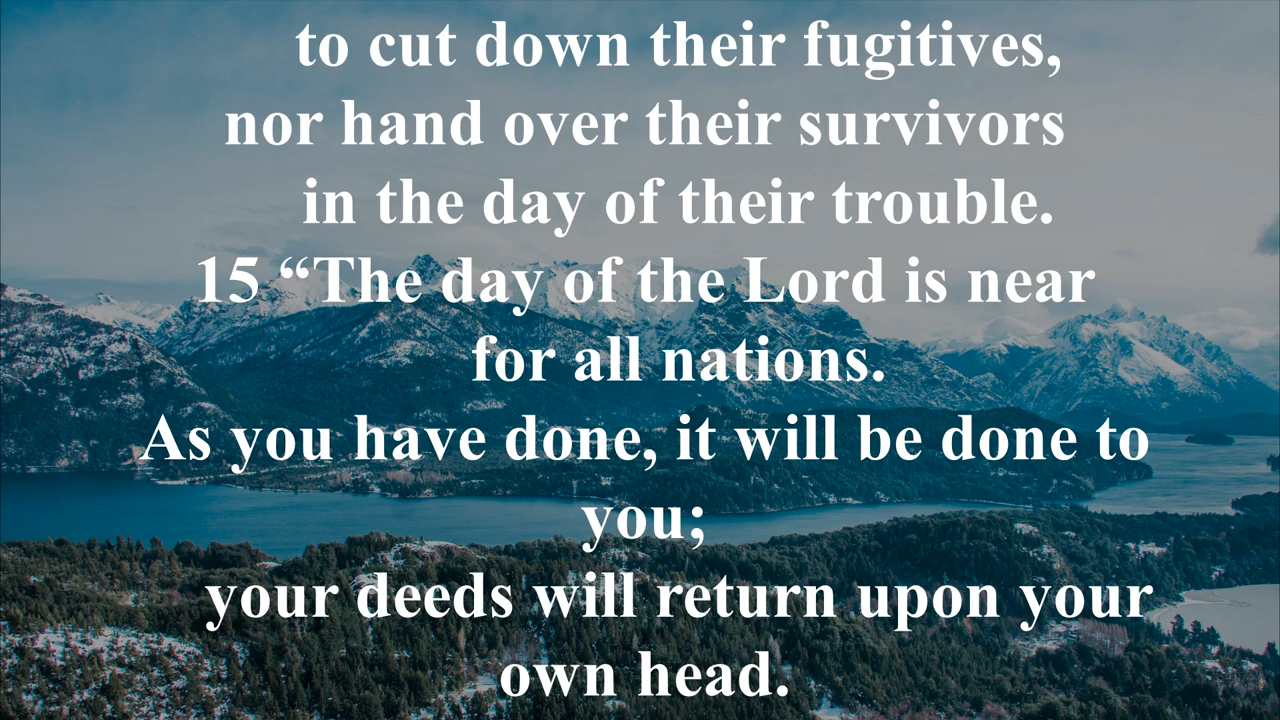 to cut down their fugitives,
nor hand over their survivors
in the day of their trouble.
15 “The day of the Lord is near
for all nations.
As you have done, it will be done to
you;
your deeds will return upon your
own head.